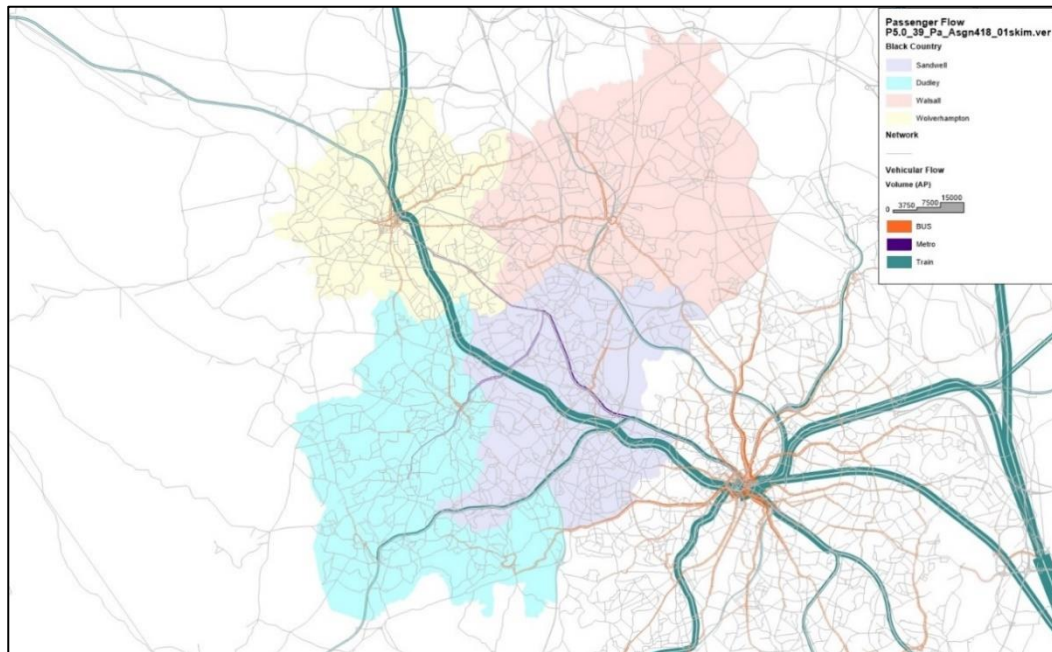 Passenger Flow
P5.0_39_Pa_Asgn418_01skim.ver
Black Country
Sandwell
Dudley
Walsall
Wolverhampton
Network
Vehicular Flow
Volume (AP)
0 3750 7500 15000
BUS
Metro
Train